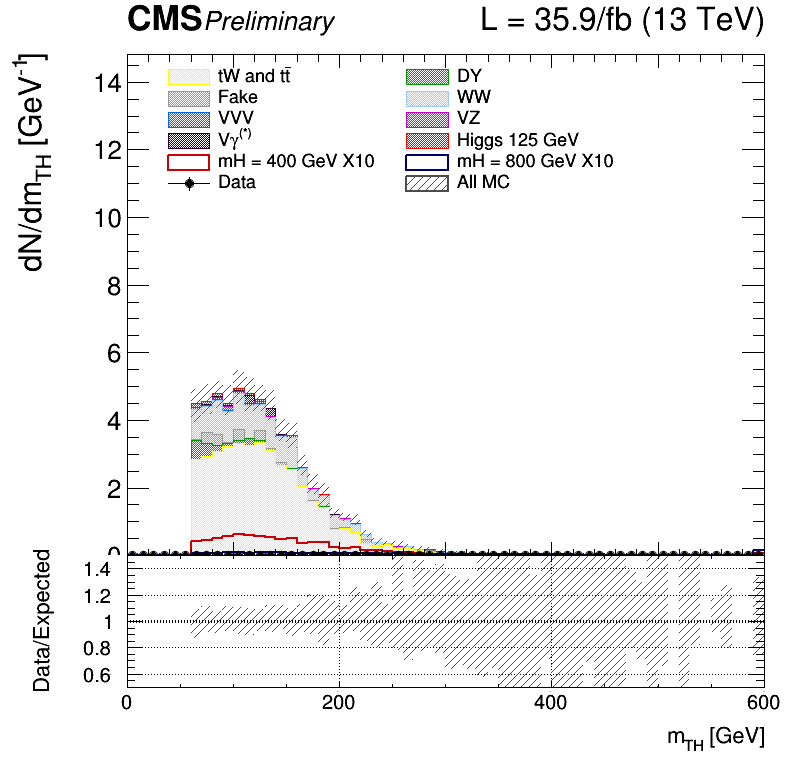 CMS Preliminary L = 35.9/fb (13 TeV)
dN/dm_TH [GeV^-1]
tW and tt̄ DY
Fake WW
VVV VZ
Vγ^(*) Higgs 125 GeV
mH = 400 GeV X10 mH = 800 GeV X10
Data All MC
14
12
10
8
6
4
2
0
Data/Expected
1.4
1.2
1
0.8
0.6
0 200 400 600
m_TH [GeV]